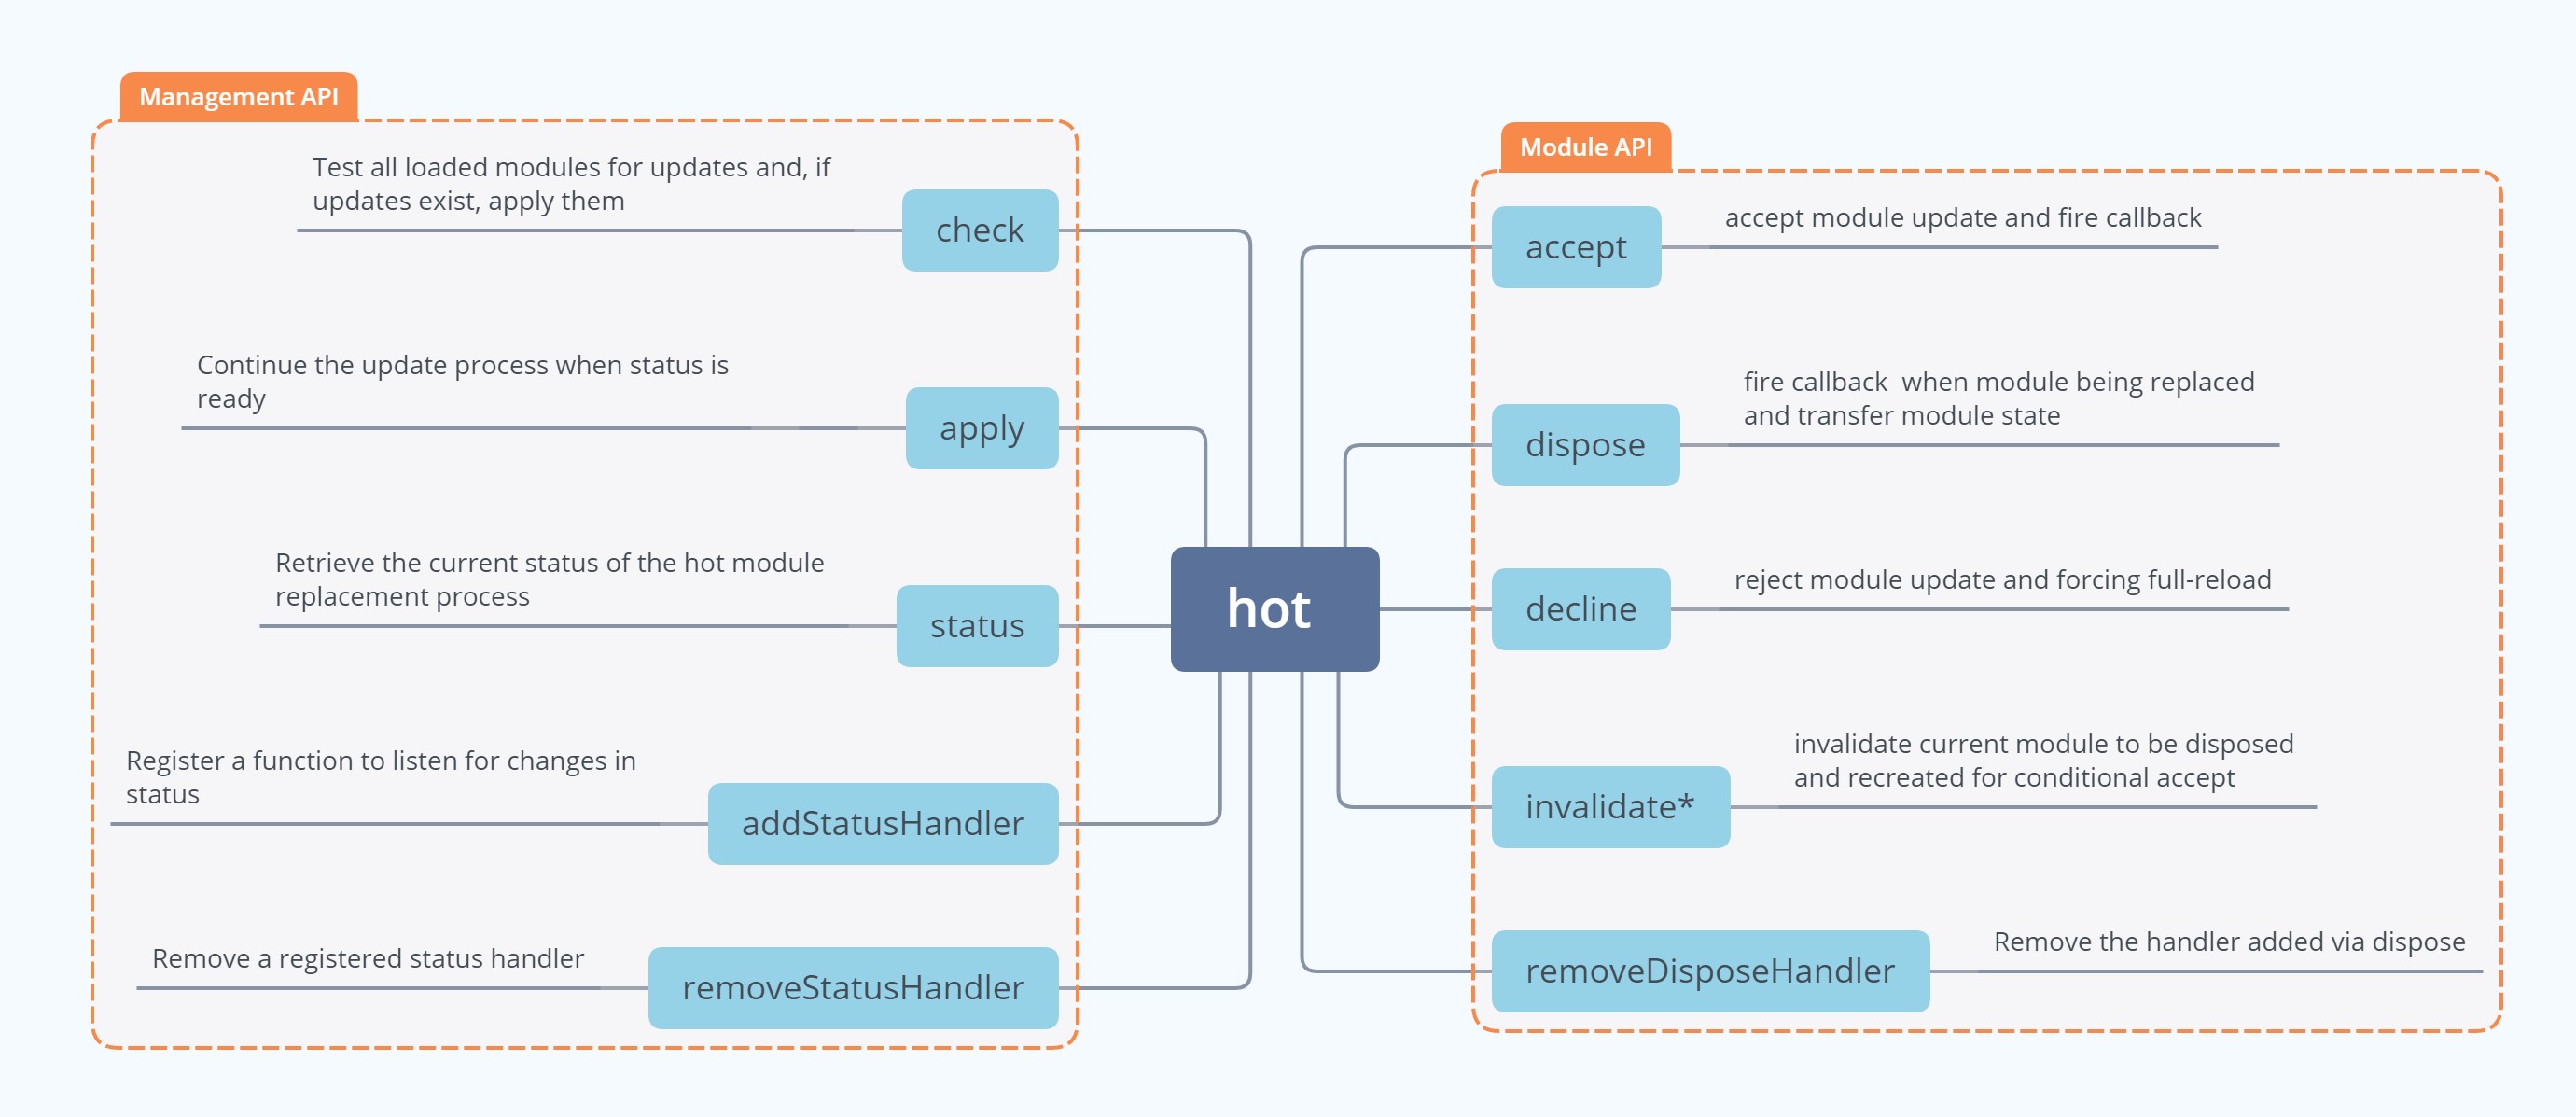 Management API
Test all loaded modules for updates and, if
updates exist, apply them
check
Continue the update process when status is
ready
apply
Retrieve the current status of the hot module
replacement process
status
Register a function to listen for changes in
status
addStatusHandler
Remove a registered status handler
removeStatusHandler
hot
Module API
accept
accept module update and fire callback
dispose
fire callback  when module being replaced
and transfer module state
decline
reject module update and forcing full-reload
invalidate*
invalidate current module to be disposed
and recreated for conditional accept
removeDisposeHandler
Remove the handler added via dispose